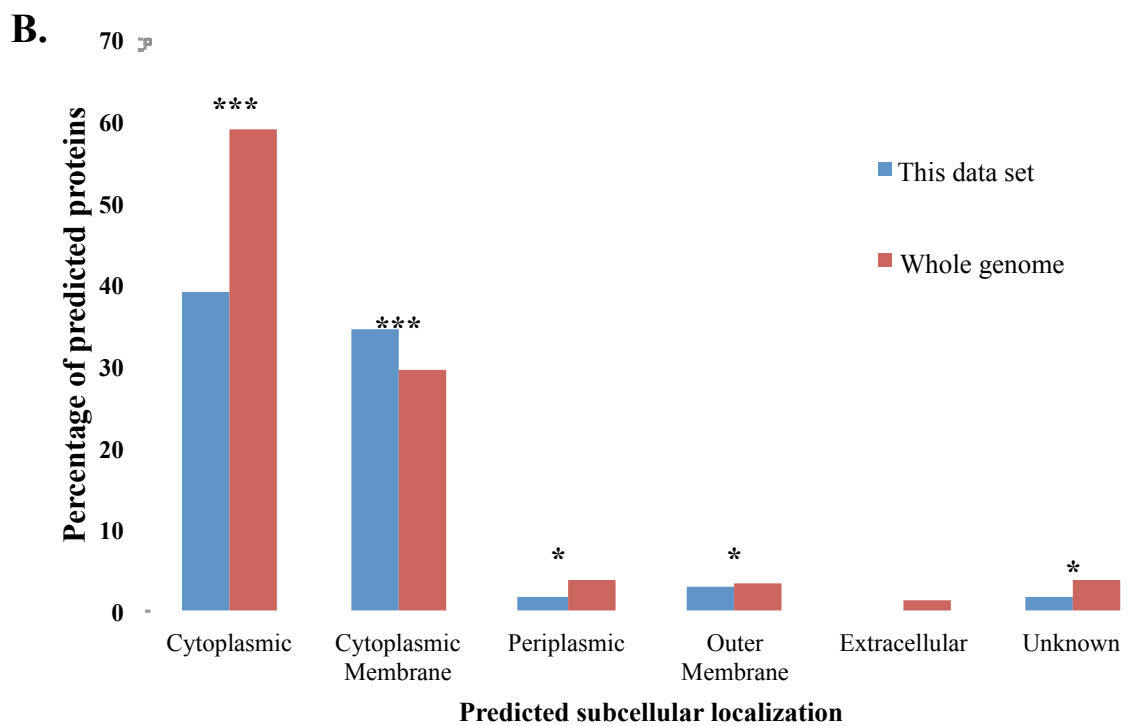 B.
70
60
50
40
30
20
10
0
Percentage of predicted proteins
***
***
*
*
*
This data set
Whole genome
Cytoplasmic
Cytoplasmic
Membrane
Periplasmic
Outer
Membrane
Extracellular
Unknown
Predicted subcellular localization